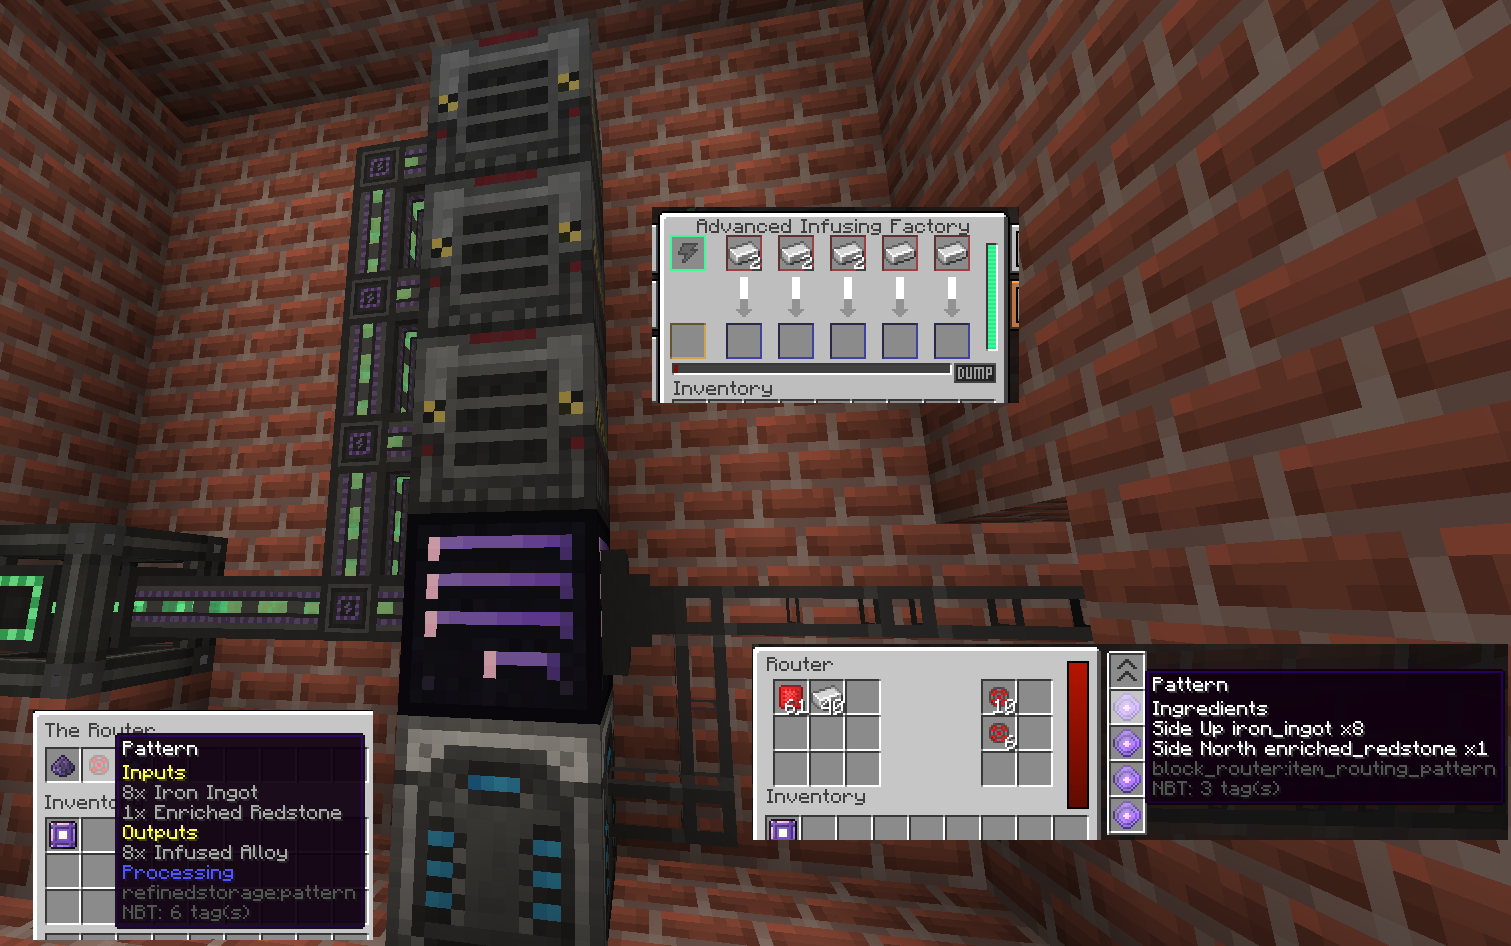 Advanced Infusing Factory
2
2
2
DUMP
Inventory
Router
61
40
10
6
Inventory
Pattern
Ingredients
Side Up iron_ingot x8
Side North enriched_redstone x1
block_router:item_routing_pattern
NBT: 3 tag(s)
The Router
Pattern
Inputs
8x Iron Ingot
1x Enriched Redstone
Outputs
8x Infused Alloy
Processing
refinedstorage:pattern
NBT: 6 tag(s)